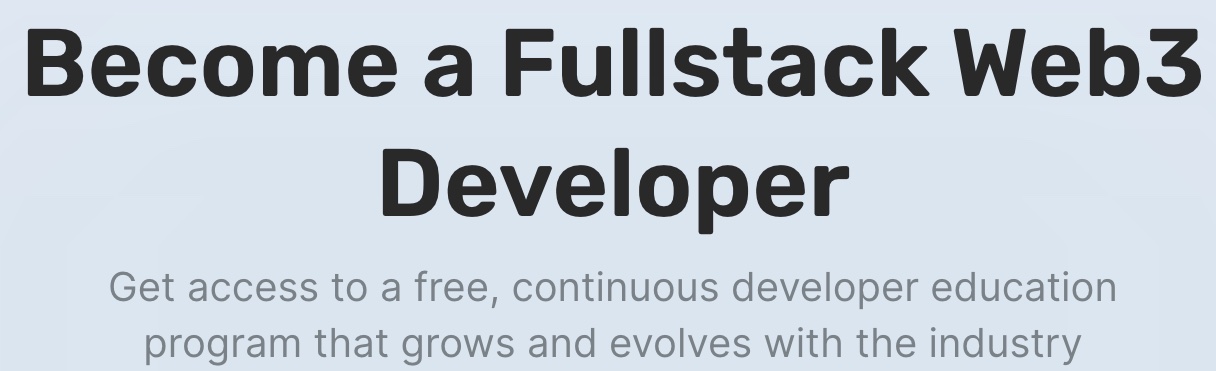 Become a Fullstack Web3
Developer
Get access to a free, continuous developer education
program that grows and evolves with the industry